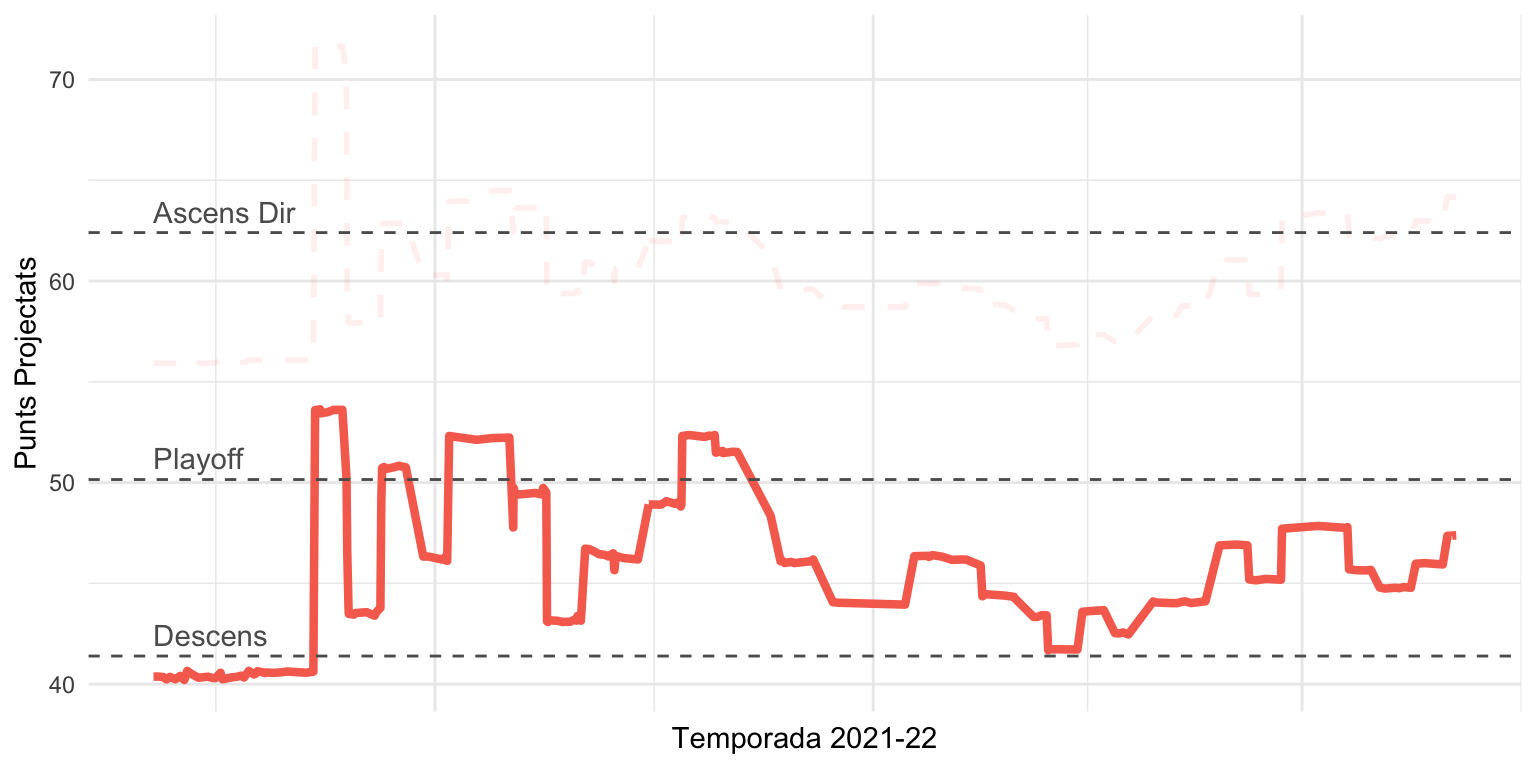 70
Ascens Dir
60
Playoff
50
Descens
40
Punts Projectats
Temporada 2021-22